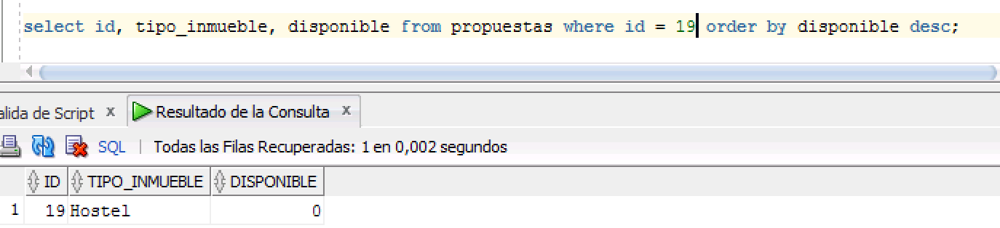 select id, tipo_inmueble, disponible from propuestas where id = 19 order by disponible desc;
alida de Script x Resultado de la Consulta x
SQL | Todas las Filas Recuperadas: 1 en 0,002 segundos
ID TIPO_INMUEBLE DISPONIBLE
1 19 Hostel 0